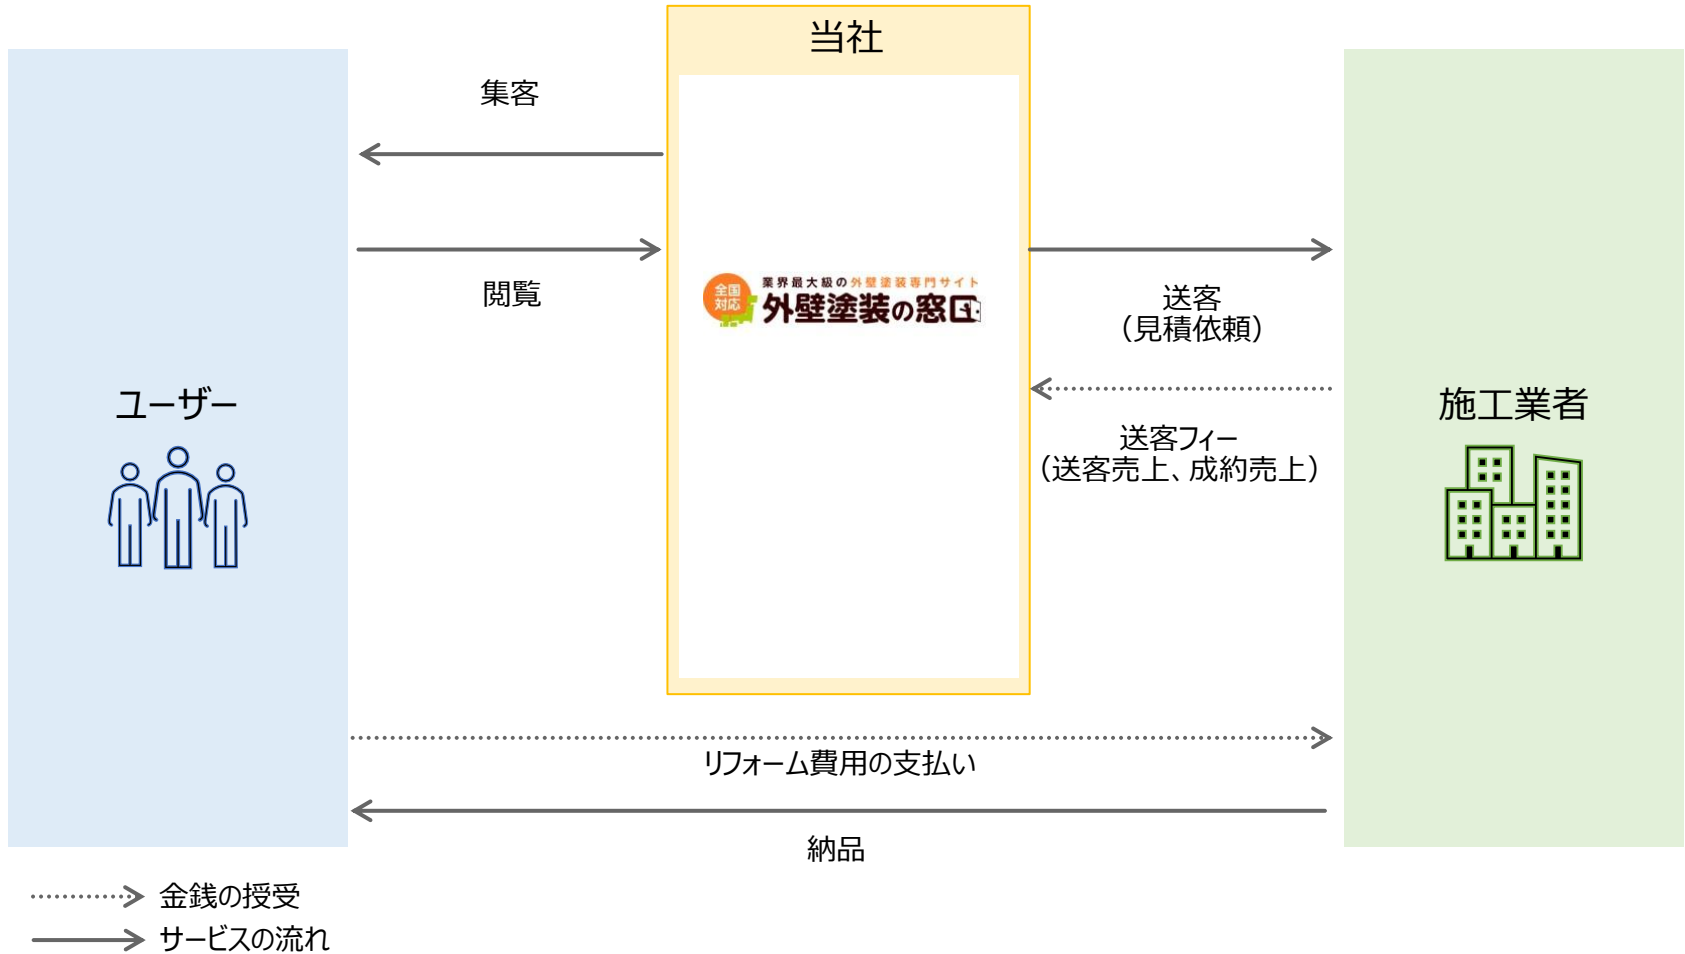 当社
集客
閲覧
全国
対応
業界最大級の外壁塗装専門サイト
外壁塗装の窓口
送客
（見積依頼）
送客フィー
（送客売上、成約売上）
ユーザー
施工業者
リフォーム費用の支払い
納品
金銭の授受
サービスの流れ